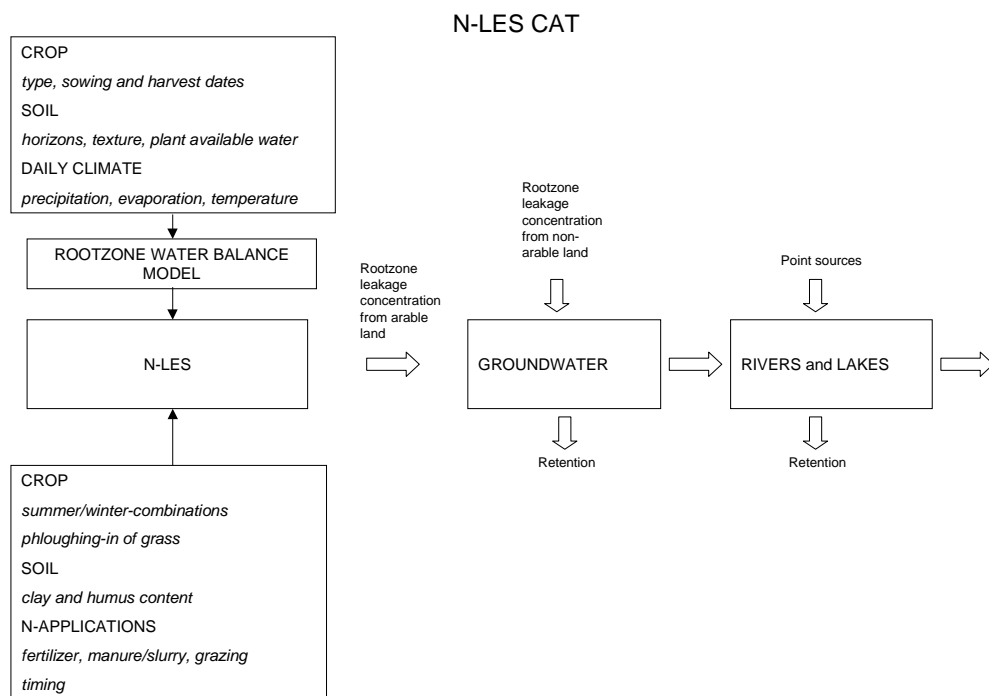 N-LES CAT
CROP
type, sowing and harvest dates
SOIL
horizons, texture, plant available water
DAILY CLIMATE
precipitation, evaporation, temperature
ROOTZONE WATER BALANCE
MODEL
N-LES
CROP
summer/winter-combinations
phloughing-in of grass
SOIL
clay and humus content
N-APPLICATIONS
fertilizer, manure/slurry, grazing
timing
Rootzone
leakage
concentration
from arable
land
Rootzone
leakage
concentration
from non-
arable land
GROUNDWATER
Retention
Point sources
RIVERS and LAKES
Retention